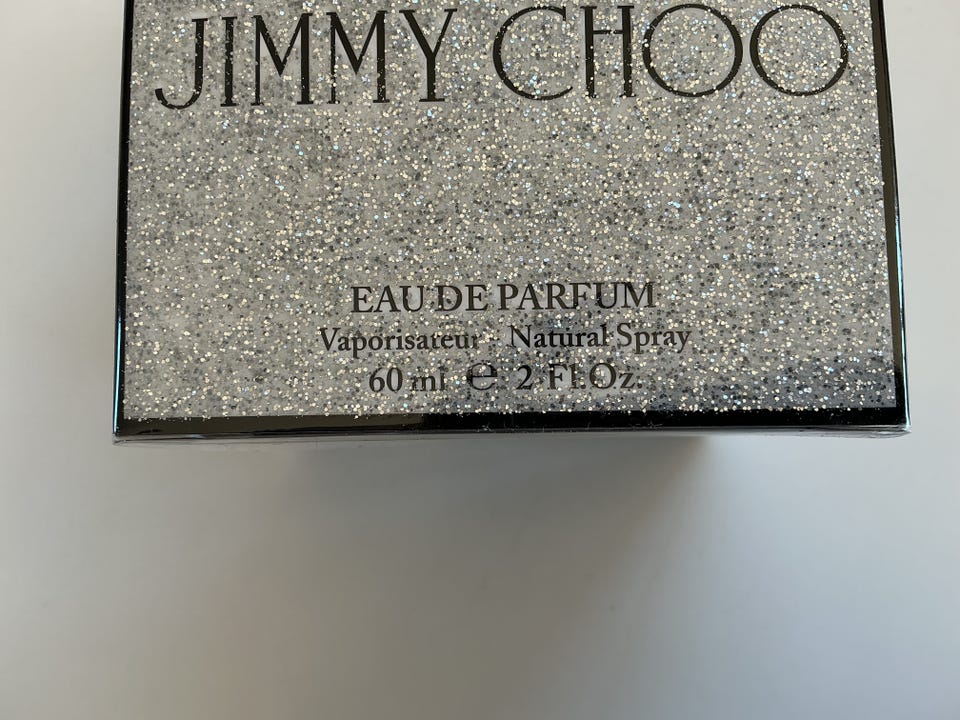 JIMMY CHOO
EAU DE PARFUM
Vaporisateur - Natural Spray
60 ml ℮ 2 Fl.Oz.